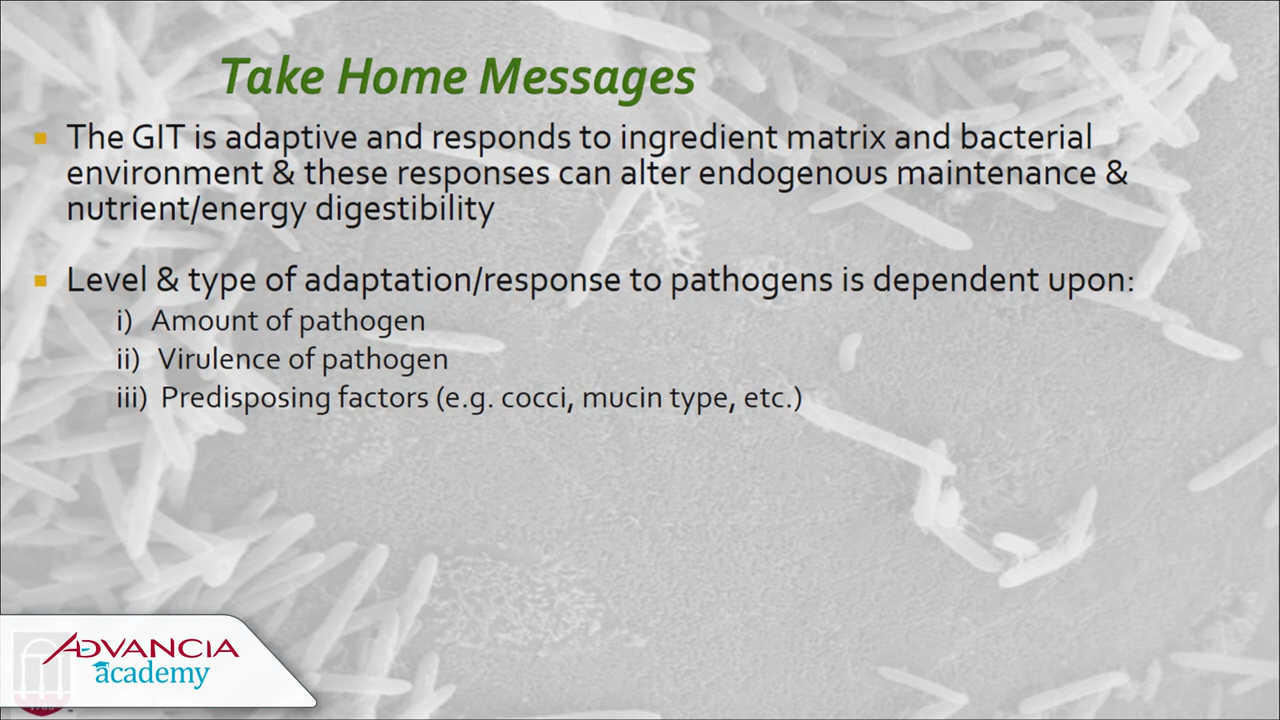 Take Home Messages
▪ The GIT is adaptive and responds to ingredient matrix and bacterial
environment & these responses can alter endogenous maintenance &
nutrient/energy digestibility
▪ Level & type of adaptation/response to pathogens is dependent upon:
i) Amount of pathogen
ii) Virulence of pathogen
iii) Predisposing factors (e.g. cocci, mucin type, etc.)
ADVANCIA
academy